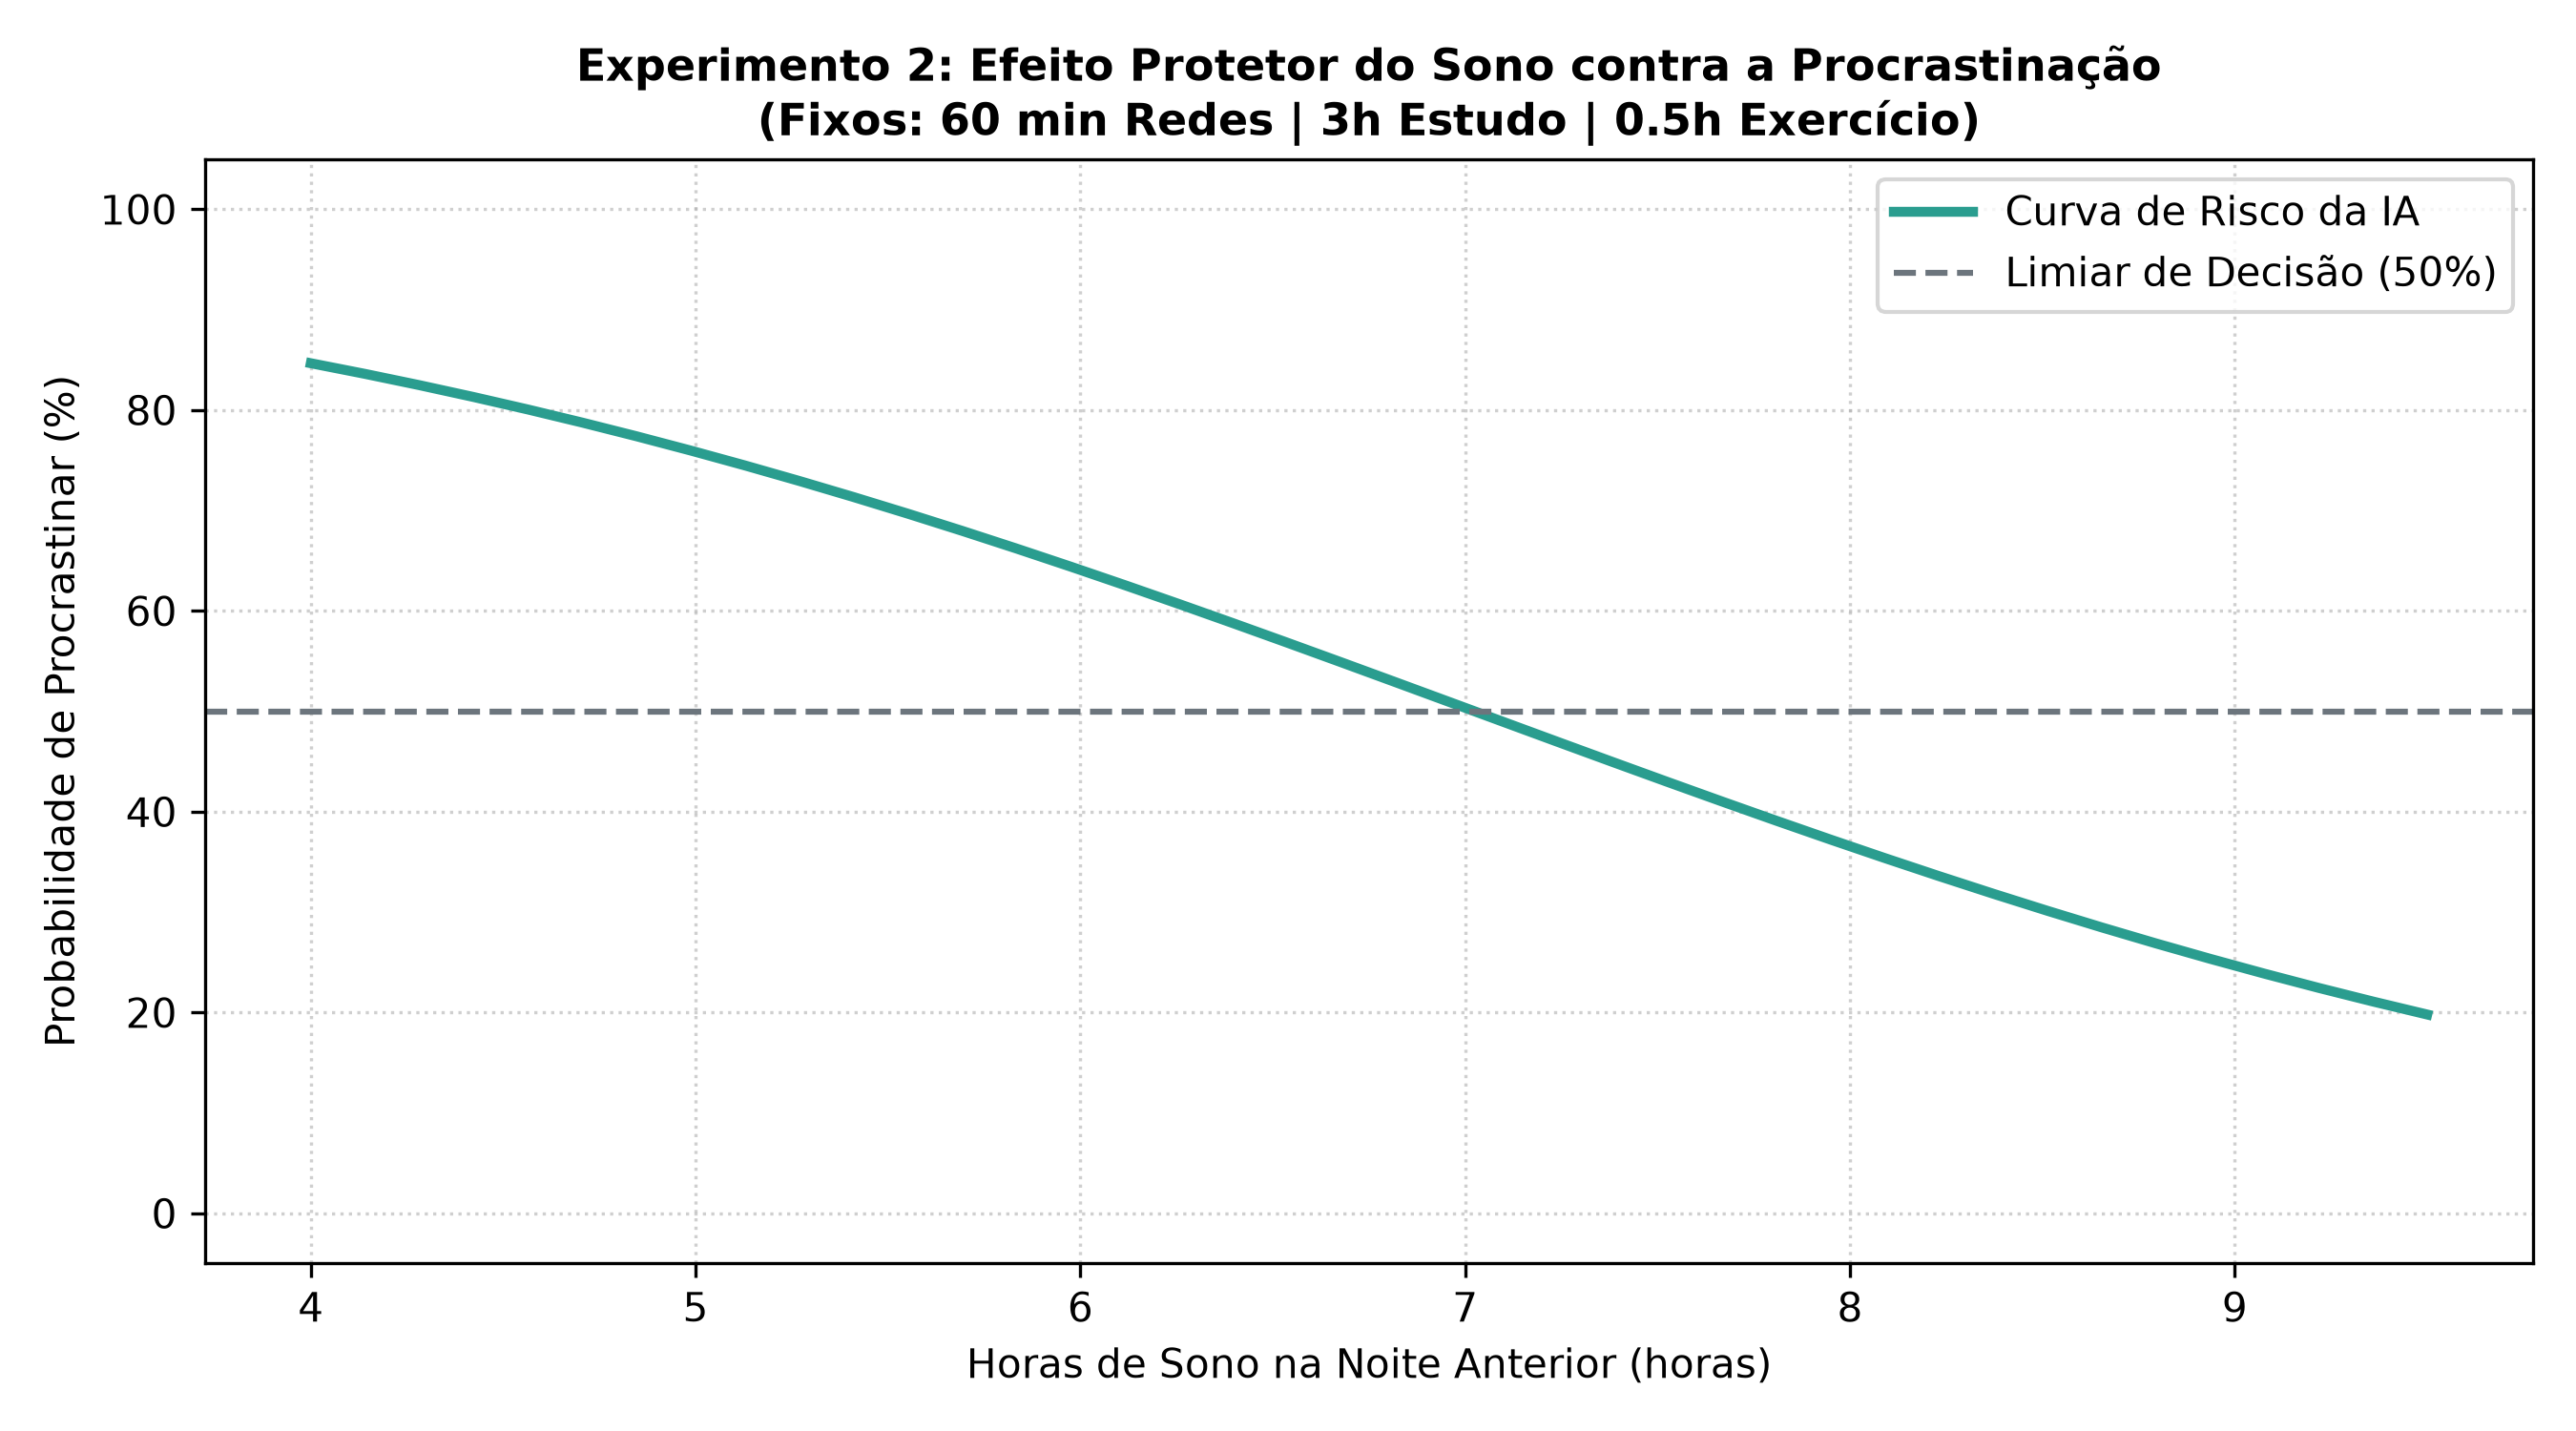 Experimento 2: Efeito Protetor do Sono contra a Procrastinação
(Fixos: 60 min Redes | 3h Estudo | 0.5h Exercício)
Curva de Risco da IA
Limiar de Decisão (50%)
Probabilidade de Procrastinar (%)
100
80
60
40
20
0
4 5 6 7 8 9
Horas de Sono na Noite Anterior (horas)